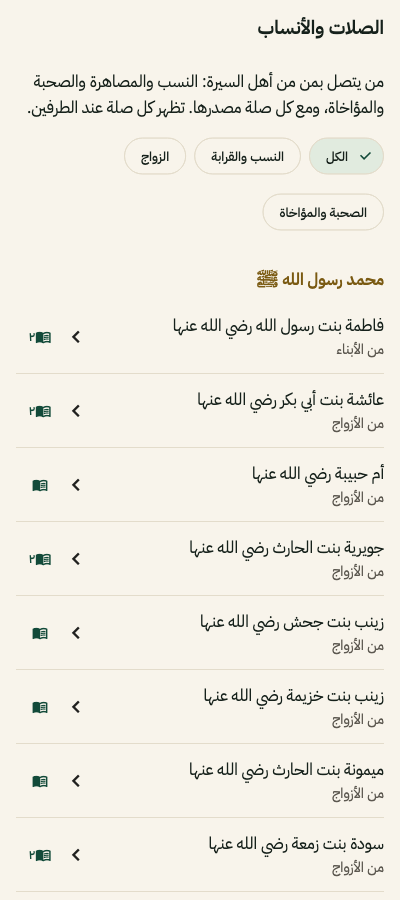 الصلات والأنساب
من يتصل بمن من أهل السيرة: النسب والمصاهرة والصحبة
والمؤاخاة، ومع كل صلة مصدرها. تظهر كل صلة عند الطرفين.
الكل
النسب والقرابة
الزواج
الصحبة والمؤاخاة
محمد رسول الله ﷺ
فاطمة بنت رسول الله رضي الله عنها
من الأبناء
٢
عائشة بنت أبي بكر رضي الله عنها
من الأزواج
٢
أم حبيبة رضي الله عنها
من الأزواج
جويرية بنت الحارث رضي الله عنها
من الأزواج
٢
زينب بنت جحش رضي الله عنها
من الأزواج
زينب بنت خزيمة رضي الله عنها
من الأزواج
ميمونة بنت الحارث رضي الله عنها
من الأزواج
سودة بنت زمعة رضي الله عنها
من الأزواج
٢